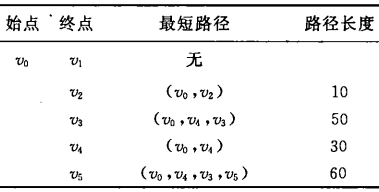 始点 终点 最短路径 路径长度
v₀ v₁ 无
v₂ (v₀,v₂) 10
v₃ (v₀,v₄,v₃) 50
v₄ (v₀,v₄) 30
v₅ (v₀,v₄,v₃,v₅) 60